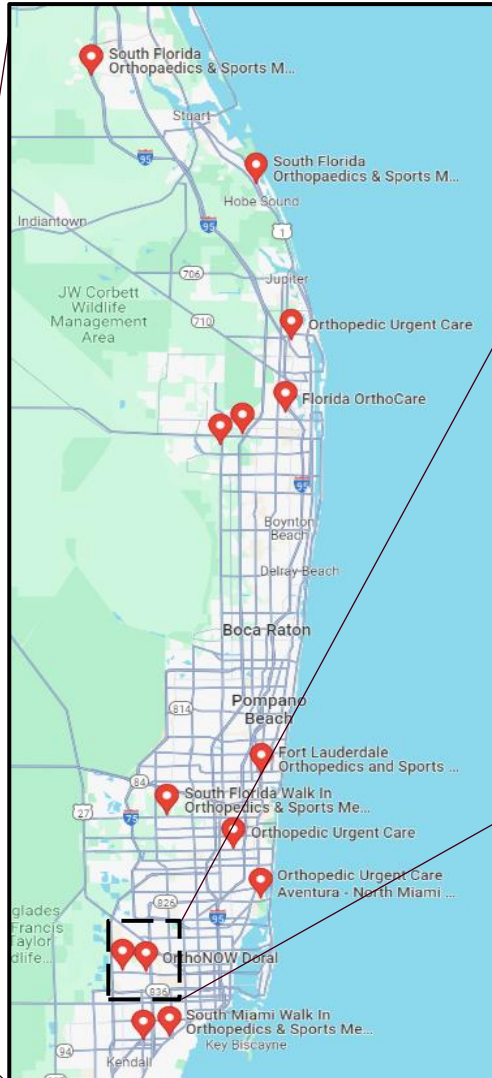 South Florida
Orthopaedics & Sports M...
Stuart
95
South Florida
Orthopaedics & Sports M...
Hobe Sound
Indiantown
95
1
706
Jupiter
JW Corbett
Wildlife
Management
Area
710
Orthopedic Urgent Care
Florida OrthoCare
95
Boynton
Beach
Delray Beach
Boca Raton
814
Pompano
Beach
Fort Lauderdale
Orthopedics and Sports ...
84
South Florida Walk In
Orthopedics & Sports Me...
27
75
Orthopedic Urgent Care
Orthopedic Urgent Care
Aventura - North Miami ...
826
95
glades
Francis
Taylor
dlife...
OrthoNOW Doral
836
South Miami Walk In
Orthopedics & Sports Me...
Key Biscayne
94
Kendall